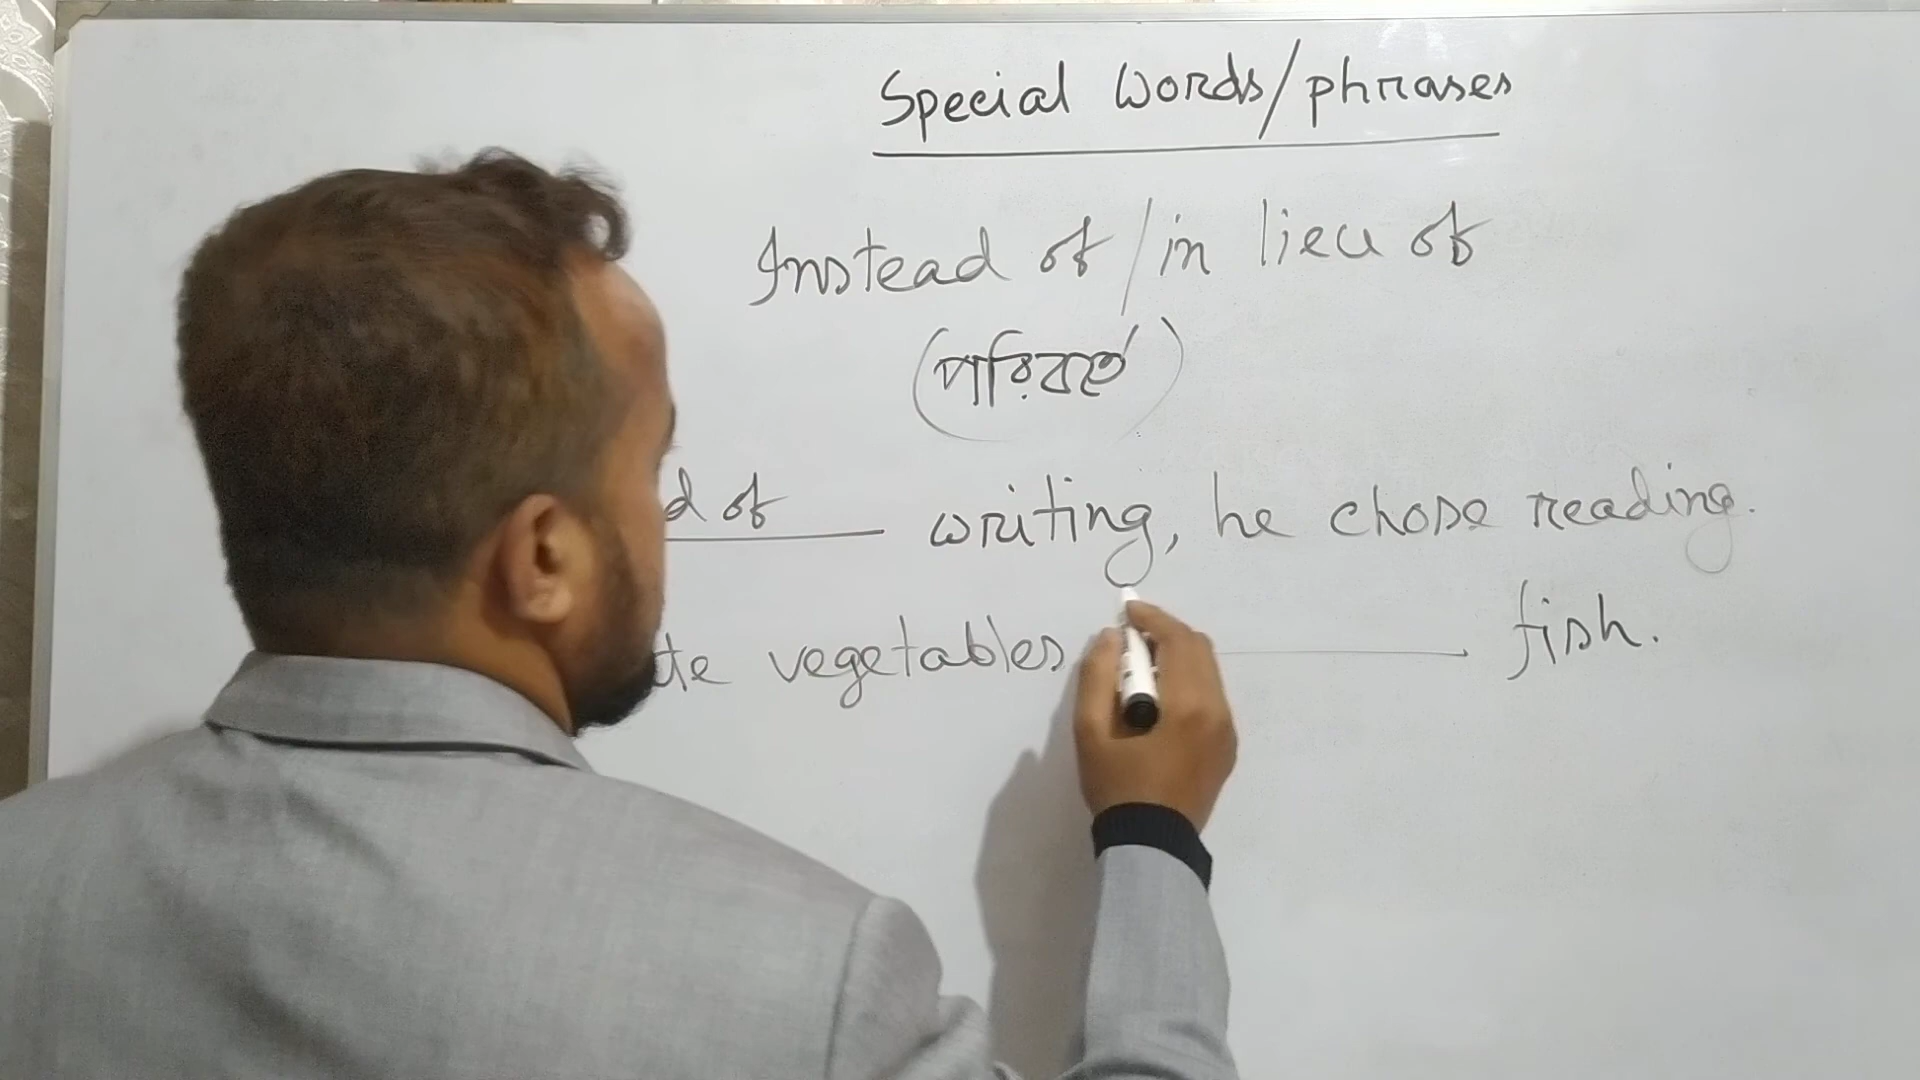 Special Words/phrases
Instead of/in lieu of
(পরিবর্তে)
d of writing, he chose reading.
te vegetables fish.